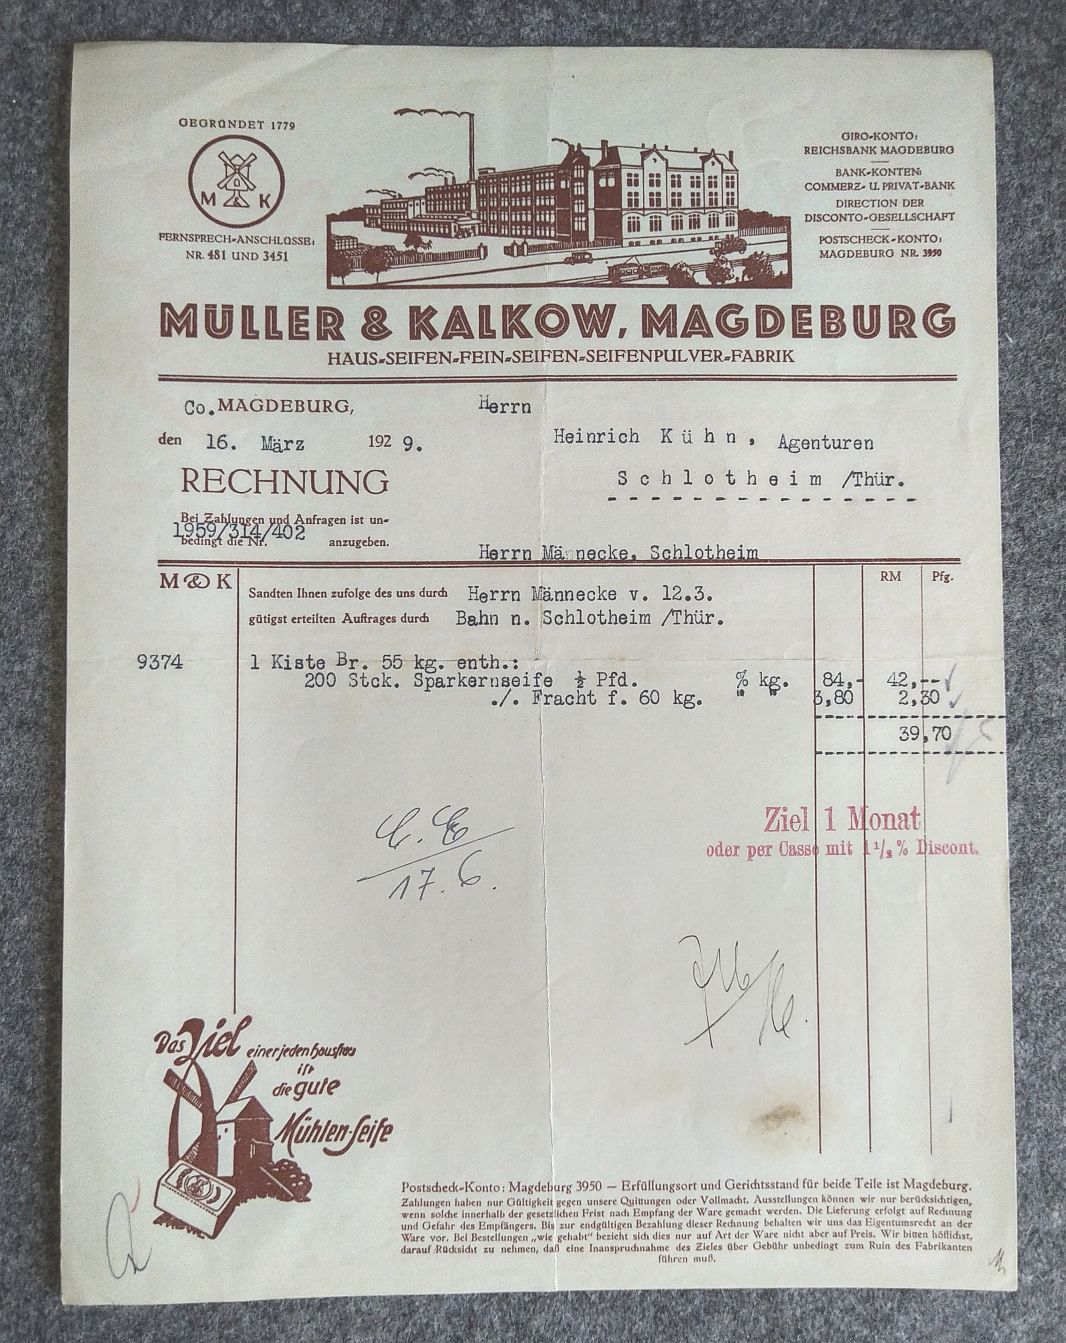 GEGRÜNDET 1779
M K
FERNSPRECH-ANSCHLÜSSE:
NR. 481 UND 3451
GIRO-KONTO:
REICHSBANK MAGDEBURG
BANK-KONTEN:
COMMERZ- U. PRIVAT-BANK
DIRECTION DER
DISCONTO-GESELLSCHAFT
POSTSCHECK-KONTO:
MAGDEBURG NR. 3950
MÜLLER & KALKOW, MAGDEBURG
HAUS-SEIFEN-FEIN-SEIFEN-SEIFENPULVER-FABRIK
Co. MAGDEBURG,
den 16. März 1929.
Herrn
Heinrich Kühn, Agenturen
Schlotheim /Thür.
RECHNUNG
Bei Zahlungen und Anfragen ist un-
bedingt die Nr. 1959/314/402 anzugeben.
Herrn Männecke, Schlotheim
M & K
RM Pfg.
Sandten Ihnen zufolge des uns durch Herrn Männecke v. 12.3.
gütigst erteilten Auftrages durch Bahn n. Schlotheim /Thür.
9374 1 Kiste Br. 55 kg. enth.:
200 Stck. Sparkernseife ½ Pfd. % kg. 84,- 42,--
./. Fracht f. 60 kg. " " 3,80 2,30
39,70
Ziel 1 Monat
oder per Casse mit 1 1/2 % Discont.
17.6.
Das Ziel einer jeden Hausfrau
ist
die gute
Mühlen-Seife
Postscheck-Konto: Magdeburg 3950 — Erfüllungsort und Gerichtsstand für beide Teile ist Magdeburg.
Zahlungen haben nur Gültigkeit gegen unsere Quittungen oder Vollmacht. Ausstellungen können wir nur berücksichtigen,
wenn solche innerhalb der gesetzlichen Frist nach Empfang der Ware gemacht werden. Die Lieferung erfolgt auf Rechnung
und Gefahr des Empfängers. Bis zur endgültigen Bezahlung dieser Rechnung behalten wir uns das Eigentumsrecht an der
Ware vor. Bei Bestellungen „wie gehabt" bezieht sich dies nur auf Art der Ware nicht aber auf Preis. Wir bitten höflichst,
darauf Rücksicht zu nehmen, daß eine Inanspruchnahme des Zieles über Gebühr unbedingt zum Ruin des Fabrikanten
führen muß.